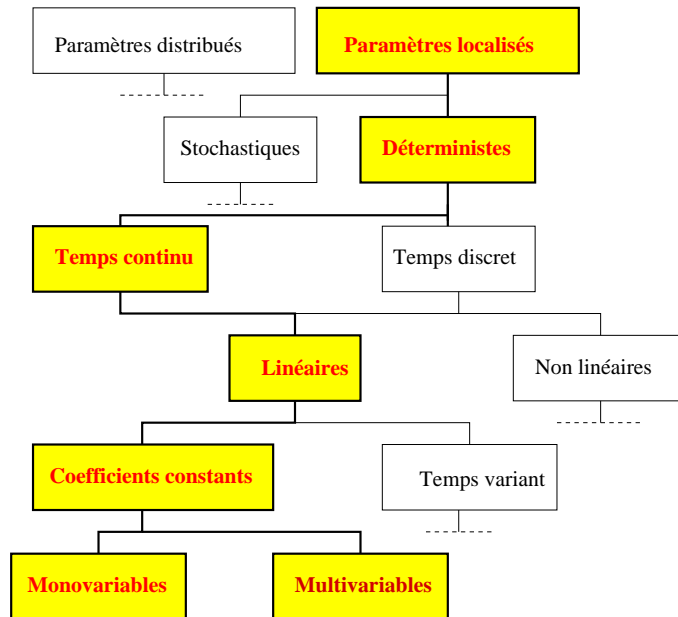 Paramètres distribués
Paramètres localisés
Stochastiques
Déterministes
Temps continu
Temps discret
Linéaires
Non linéaires
Coefficients constants
Temps variant
Monovariables
Multivariables